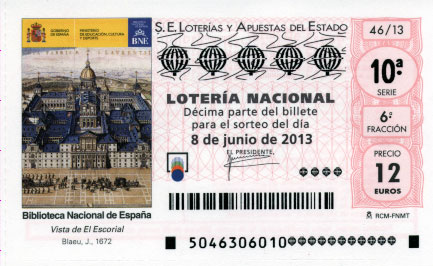 GOBIERNO DE ESPAÑA
MINISTERIO DE EDUCACIÓN, CULTURA Y DEPORTE
BNE
S.E. LOTERÍAS Y APUESTAS DEL ESTADO
46/13
10ª
SERIE
LOTERÍA NACIONAL
Décima parte del billete
para el sorteo del día
8 de junio de 2013
EL PRESIDENTE,
6ª
FRACCIÓN
PRECIO
12
EUROS
Biblioteca Nacional de España
Vista de El Escorial
Blaeu, J., 1672
RCM-FNMT
5046306010